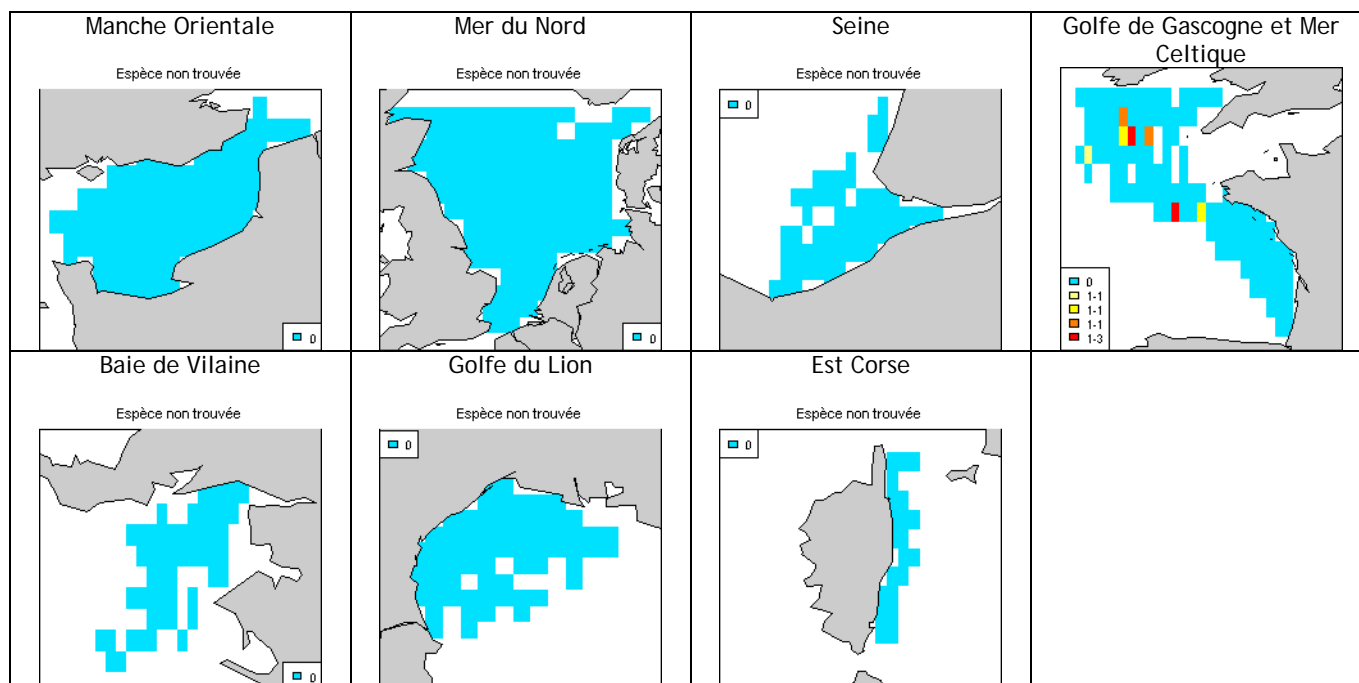 Manche Orientale
Espèce non trouvée
0
Mer du Nord
Espèce non trouvée
0
Seine
Espèce non trouvée
0
Golfe de Gascogne et Mer
Celtique
0
1-1
1-1
1-1
1-3
Baie de Vilaine
Espèce non trouvée
0
Golfe du Lion
Espèce non trouvée
0
Est Corse
Espèce non trouvée
0